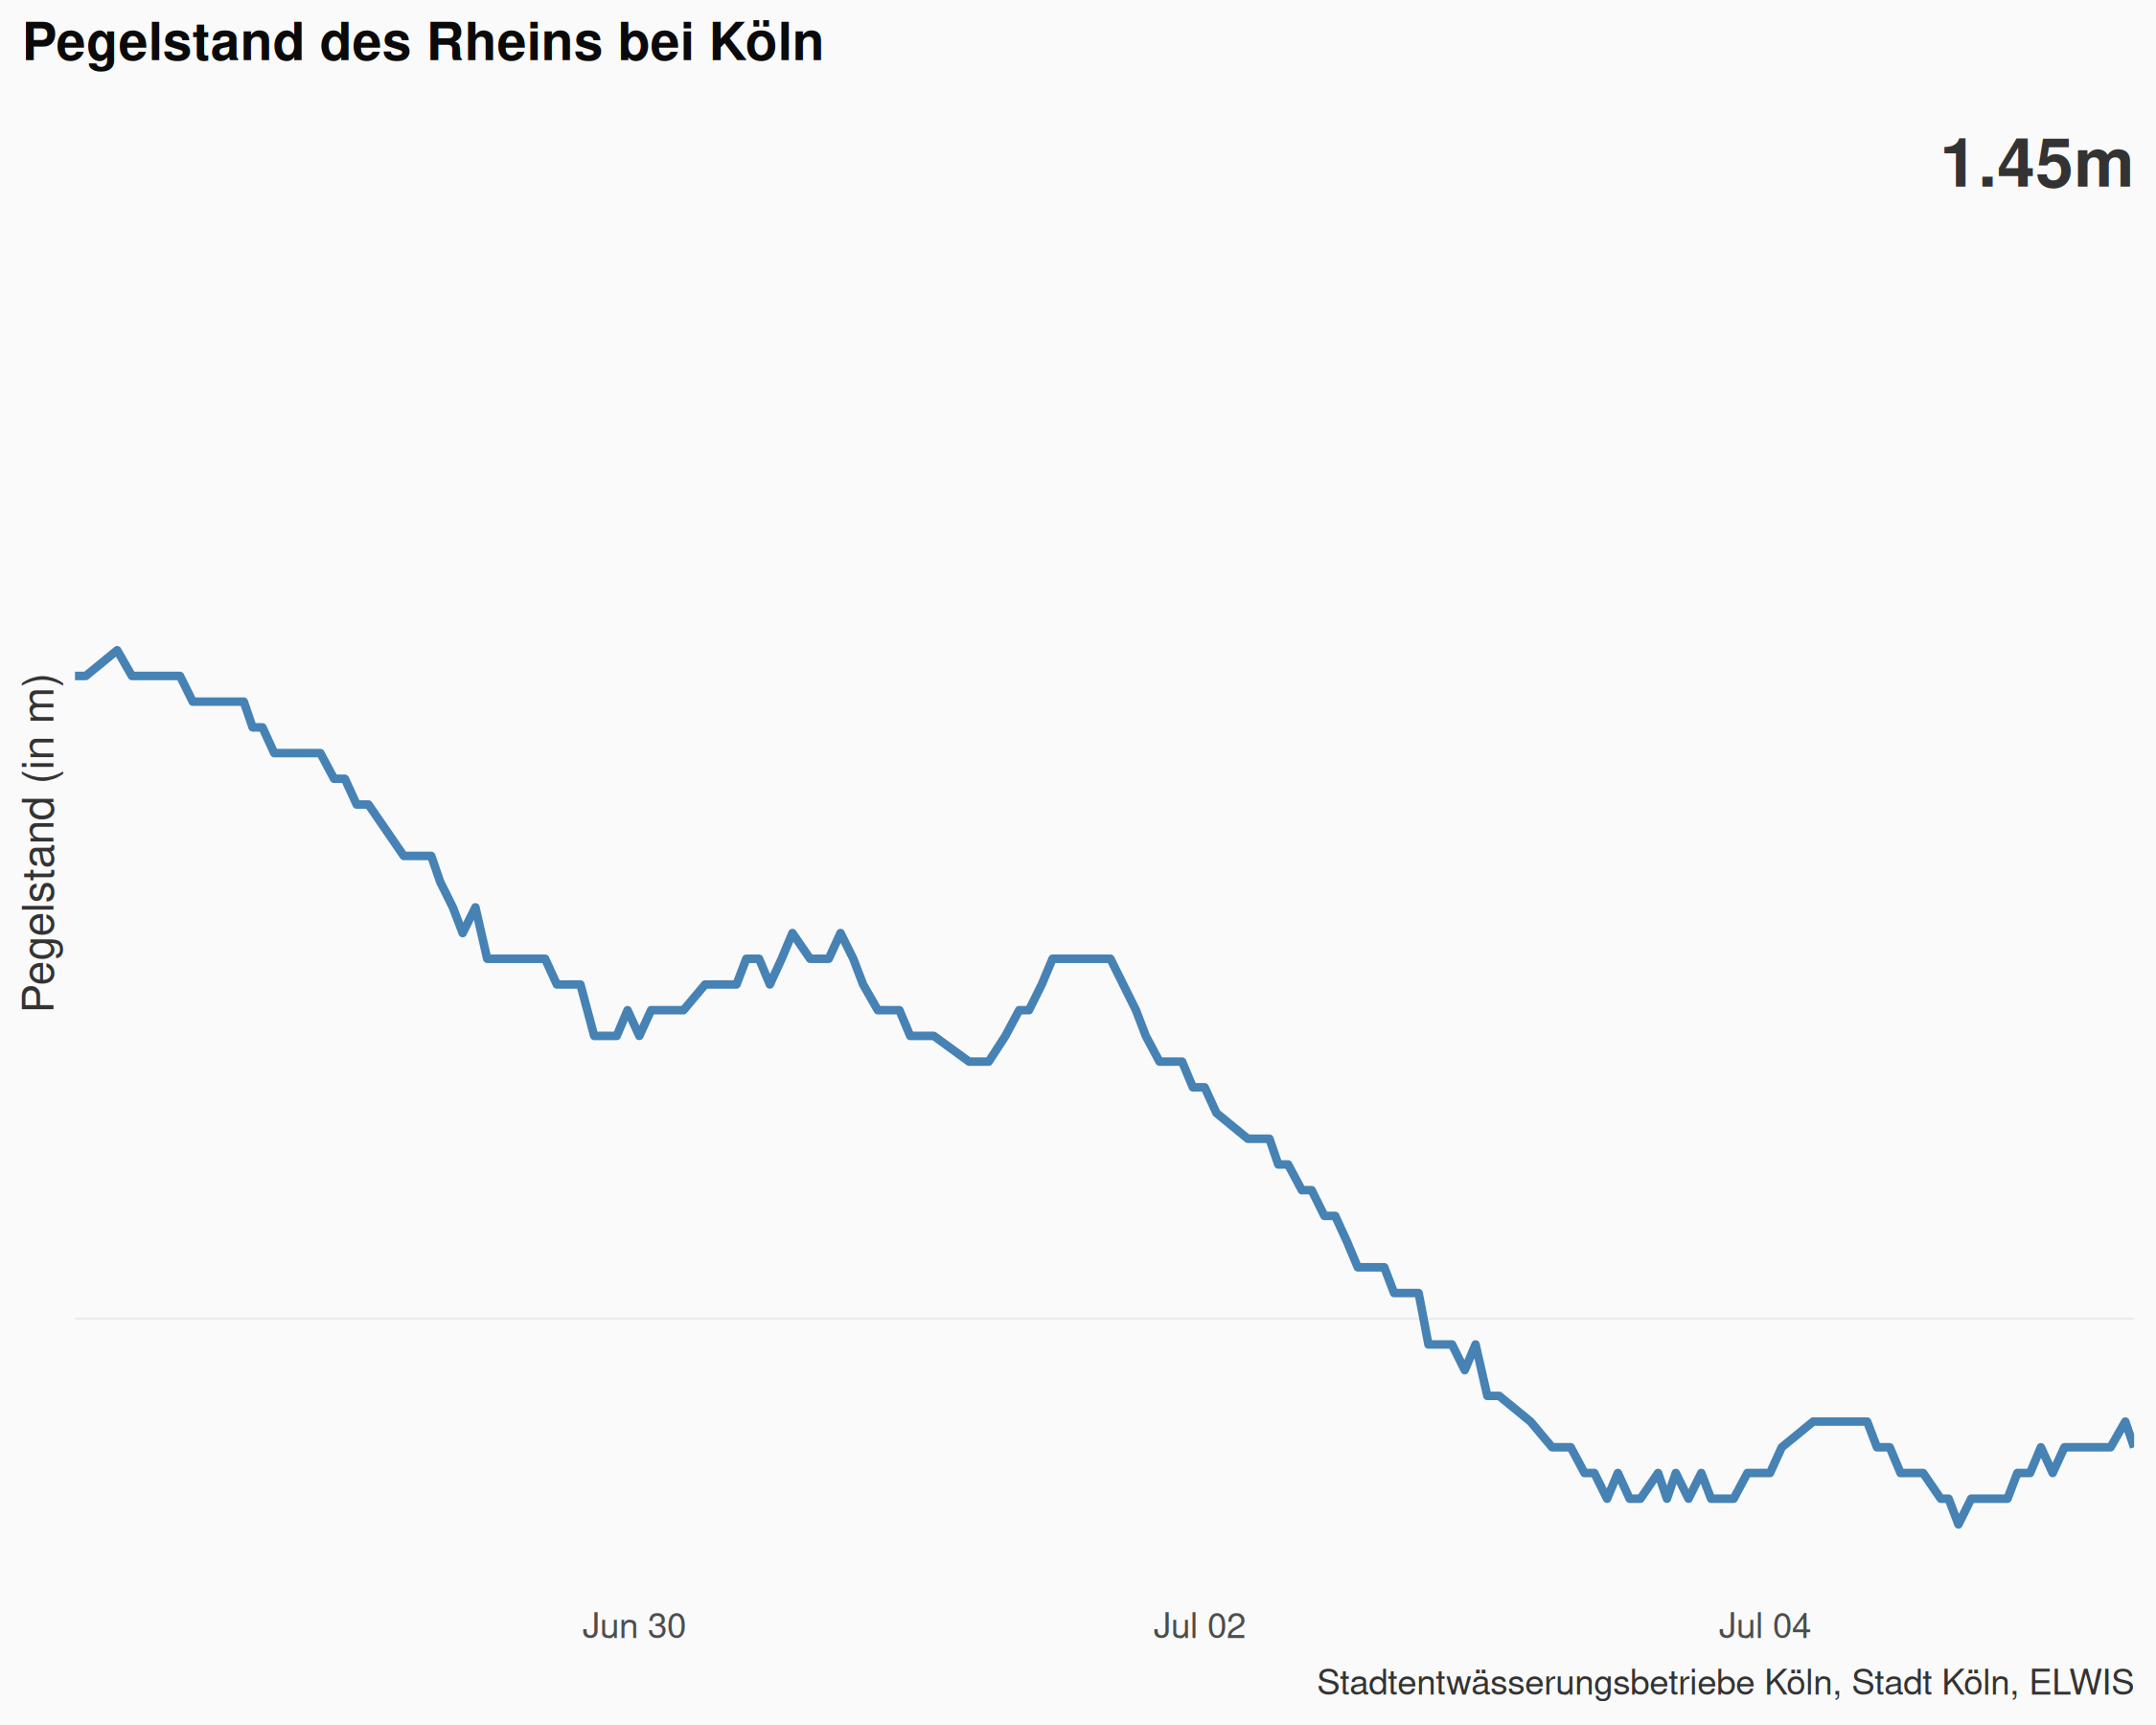 Pegelstand des Rheins bei Köln
1.45m
Pegelstand (in m)
Jun 30
Jul 02
Jul 04
Stadtentwässerungsbetriebe Köln, Stadt Köln, ELWIS